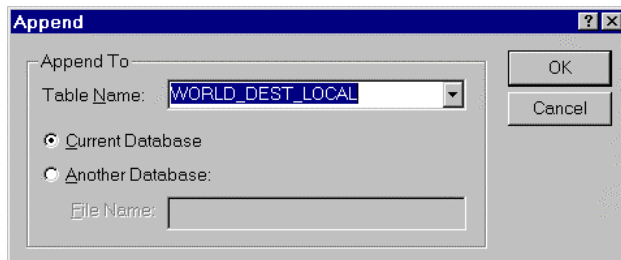 Append
Append To
OK
Table Name: WORLD_DEST_LOCAL
Cancel
Current Database
Another Database:
File Name: